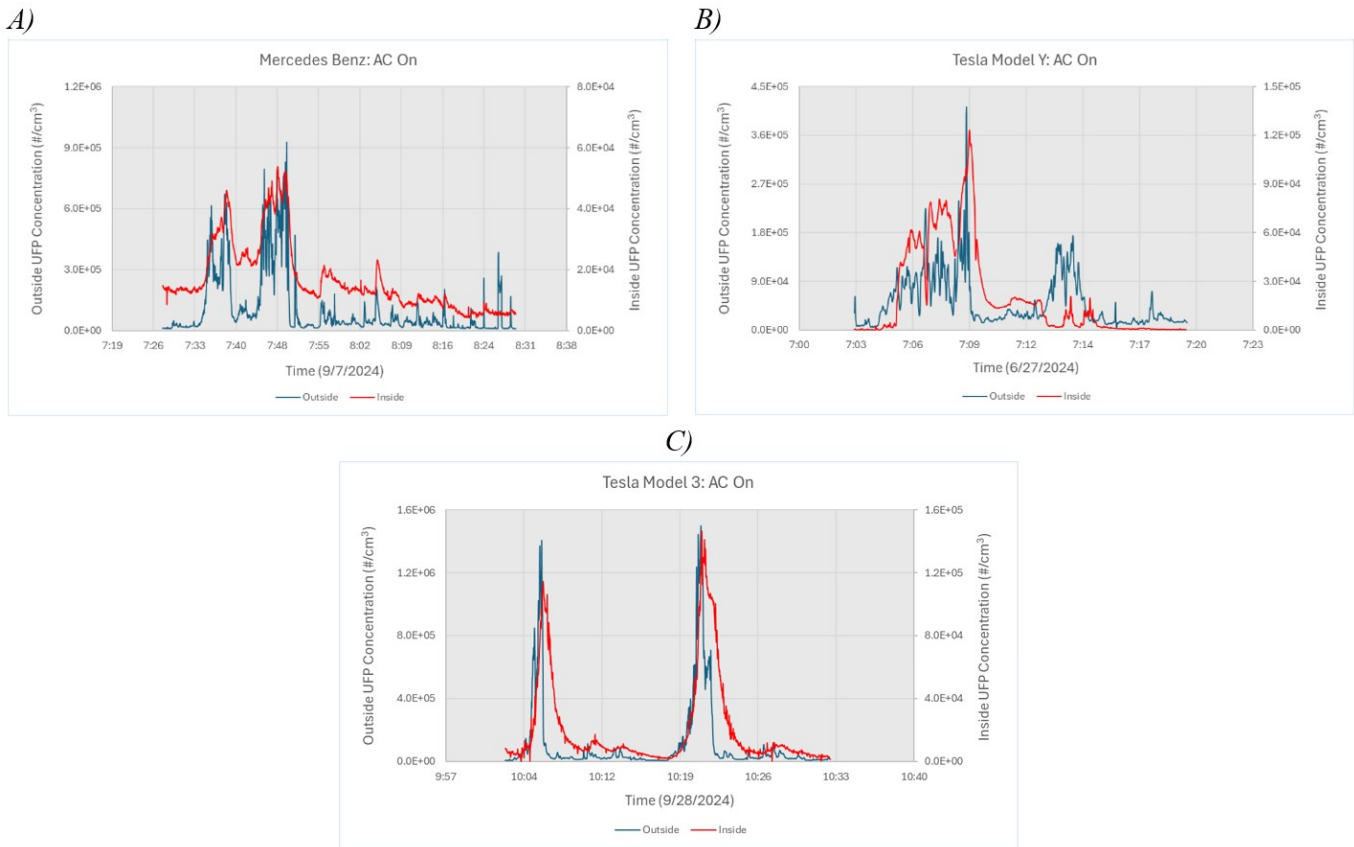 A)
Mercedes Benz: AC On
Outside UFP Concentration (#/cm³)
1.2E+06
9.0E+05
6.0E+05
3.0E+05
0.0E+00
8.0E+04
6.0E+04
4.0E+04
2.0E+04
0.0E+00
Inside UFP Concentration (#/cm³)
7:19 7:26 7:33 7:40 7:48 7:55 8:02 8:09 8:16 8:24 8:31 8:38
Time (9/7/2024)
Outside Inside
B)
Tesla Model Y: AC On
Outside UFP Concentration (#/cm³)
4.5E+05
3.6E+05
2.7E+05
1.8E+05
9.0E+04
0.0E+00
1.5E+05
1.2E+05
9.0E+04
6.0E+04
3.0E+04
0.0E+00
Inside UFP Concentration (#/cm³)
7:00 7:03 7:06 7:09 7:12 7:14 7:17 7:20 7:23
Time (6/27/2024)
Outside Inside
C)
Tesla Model 3: AC On
Outside UFP Concentration (#/cm³)
1.6E+06
1.2E+06
8.0E+05
4.0E+05
0.0E+00
1.6E+05
1.2E+05
8.0E+04
4.0E+04
0.0E+00
Inside UFP Concentration (#/cm³)
9:57 10:04 10:12 10:19 10:26 10:33 10:40
Time (9/28/2024)
Outside Inside